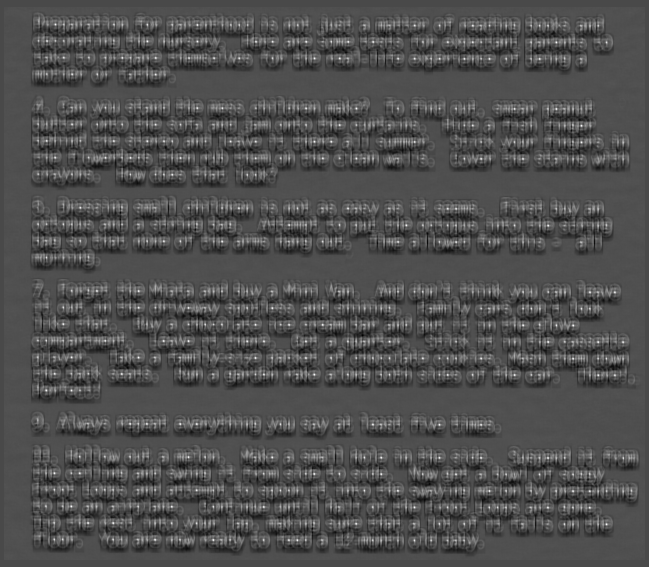 Preparation for parenthood is not just a matter of reading books and
decorating the nursery. Here are some tests for expectant parents to
take to prepare themselves for the real-life experience of being a
mother or father.
4. Can you stand the mess children make? To find out, smear peanut
butter onto the sofa and jam onto the curtains. Hide a fish finger
behind the stereo and leave it there all summer. Stick your fingers in
the flowerbeds then rub them on the clean walls. Cover the stains with
crayons. How does that look?
5. Dressing small children is not as easy as it seems. First buy an
octopus and a string bag. Attempt to put the octopus into the string
bag so that none of the arms hang out. Time allowed for this - all
morning.
7. Forget the Miata and buy a Mini Van. And don't think you can leave
it out in the driveway spotless and shining. Family cars don't look
like that. Buy a chocolate ice cream bar and put it in the glove
compartment. Leave it there. Get a quarter. Stick it in the cassette
player. Take a family-size packet of chocolate cookies. Mash them down
the back seats. Run a garden rake along both sides of the car. There!,
Perfect!
9. Always repeat everything you say at least five times.
11. Hollow out a melon. Make a small hole in the side. Suspend it from
the ceiling and swing it from side to side. Now get a bowl of soggy
Froot Loops and attempt to spoon it into the swaying melon by pretending
to be an airplane. Continue until half of the Froot Loops are gone.
Tip the rest into your lap, making sure that a lot of it falls on the
floor. You are now ready to feed a 12-month old baby.